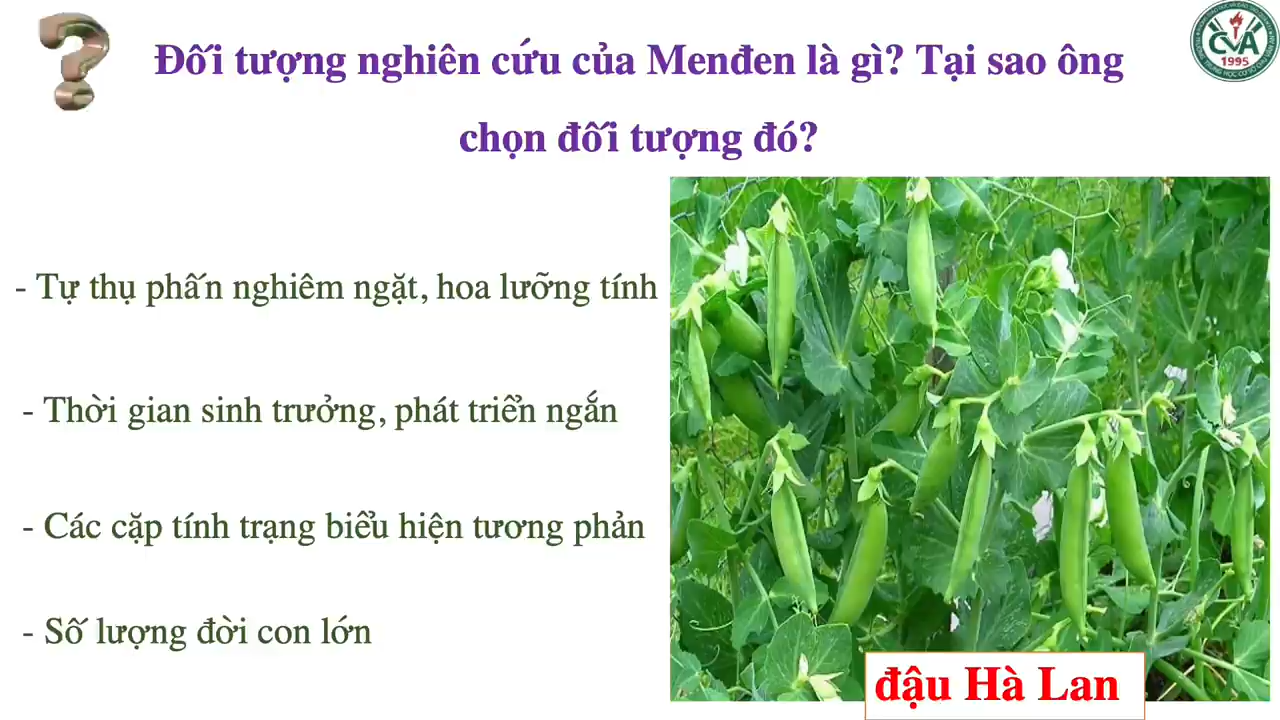 Đối tượng nghiên cứu của Menđen là gì? Tại sao ông
chọn đối tượng đó?
CVA
1995
- Tự thụ phấn nghiêm ngặt, hoa lưỡng tính
- Thời gian sinh trưởng, phát triển ngắn
- Các cặp tính trạng biểu hiện tương phản
- Số lượng đời con lớn
đậu Hà Lan